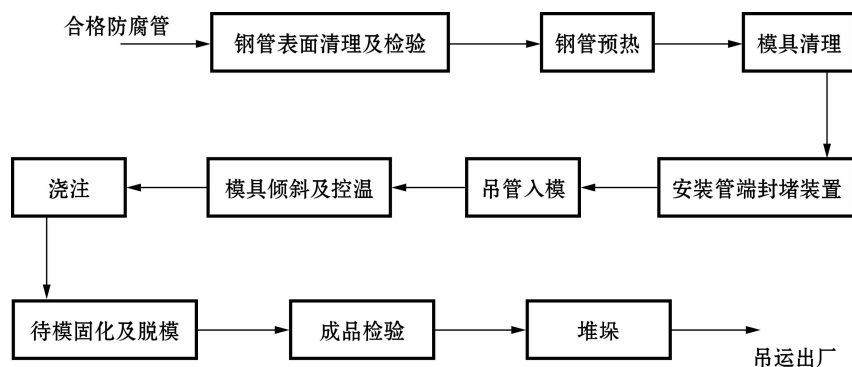 合格防腐管
钢管表面清理及检验
钢管预热
模具清理
安装管端封堵装置
吊管入模
模具倾斜及控温
浇注
待模固化及脱模
成品检验
堆垛
吊运出厂